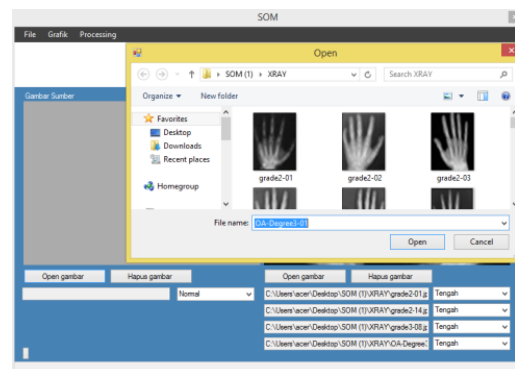 SOM
File Grafik Processing
Open
SOM (1) XRAY
Search XRAY
Organize
New folder
Gambar Sumber
Favorites
Desktop
Downloads
Recent places
Homegroup
grade2-01
grade2-02
grade2-03
File name:
OA-Degree3-01
Open
Cancel
Open gambar
Hapus gambar
Open gambar
Hapus gambar
Normal
C:\Users\acer\Desktop\SOM (1)\XRAY\grade2-01.j
Tengah
C:\Users\acer\Desktop\SOM (1)\XRAY\grade2-14.j
Tengah
C:\Users\acer\Desktop\SOM (1)\XRAY\grade3-08.j
Tengah
C:\Users\acer\Desktop\SOM (1)\XRAY\OA-Degree
Tengah